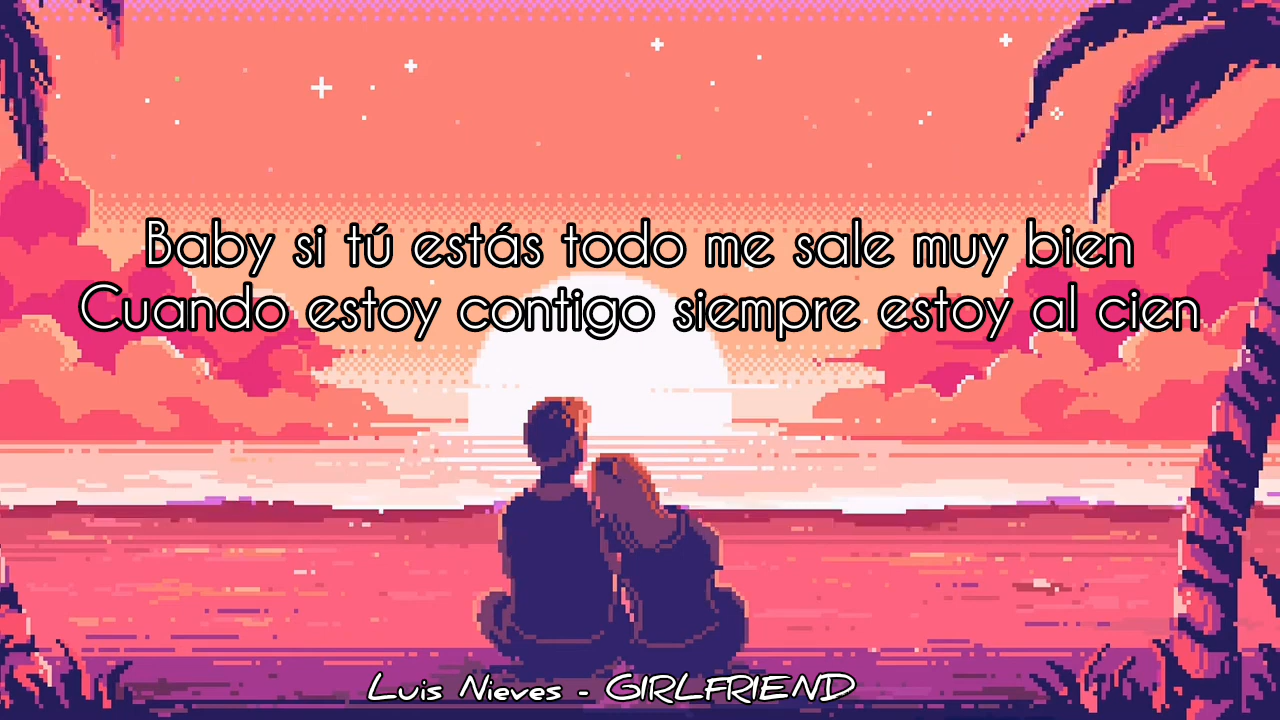 Baby si tú estás todo me sale muy bien
Cuando estoy contigo siempre estoy al cien
Luis Nieves - GIRLFRIEND